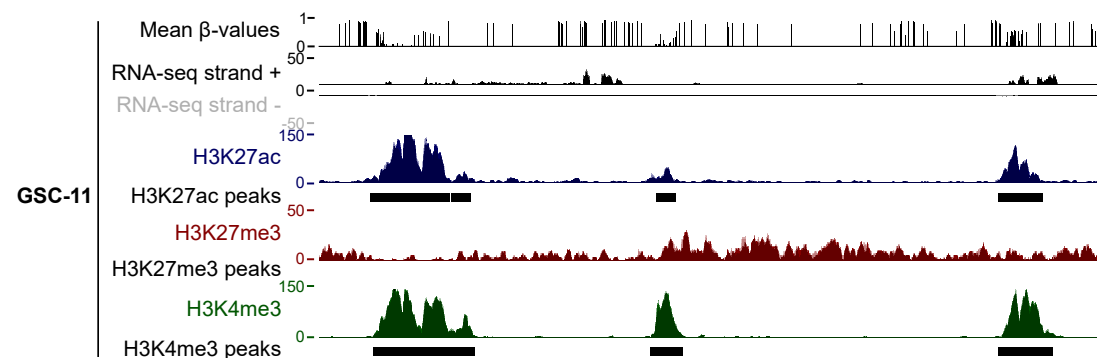 1
Mean β-values
0
50
RNA-seq strand +
0
RNA-seq strand -
-50
150
H3K27ac
0
GSC-11
H3K27ac peaks
50
H3K27me3
0
H3K27me3 peaks
150
H3K4me3
0
H3K4me3 peaks